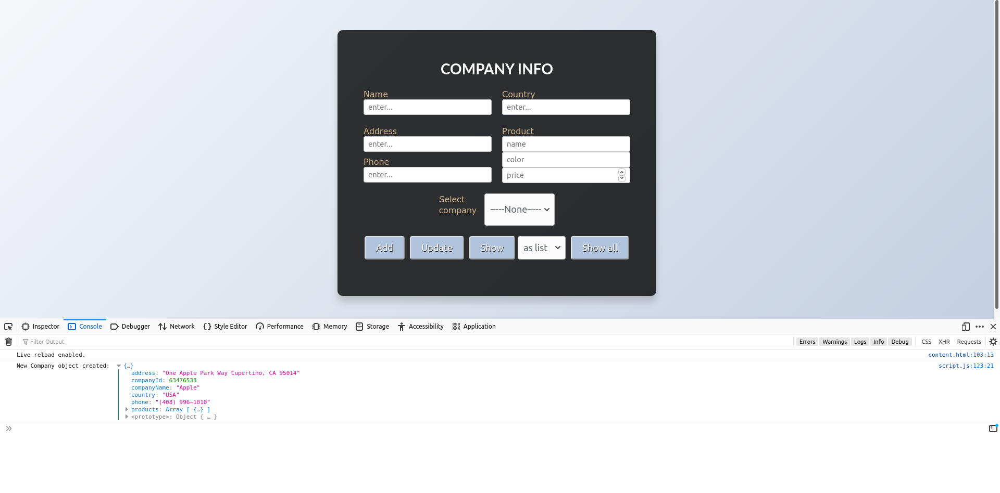 COMPANY INFO
Name
Country
enter...
enter...
Address
Product
enter...
name
color
Phone
enter...
price
Select
company
-----None-----
Add
Update
Show
as list
Show all
Inspector
Console
Debugger
Network
Style Editor
Performance
Memory
Storage
Accessibility
Application
Filter Output
Errors
Warnings
Logs
Info
Debug
CSS
XHR
Requests
Live reload enabled.
content.html:103:13
New Company object created: {…}
script.js:123:21
address: "One Apple Park Way Cupertino, CA 95014"
companyId: 63476538
companyName: "Apple"
country: "USA"
phone: "(408) 996–1010"
products: Array [ {…} ]
<prototype>: Object { … }